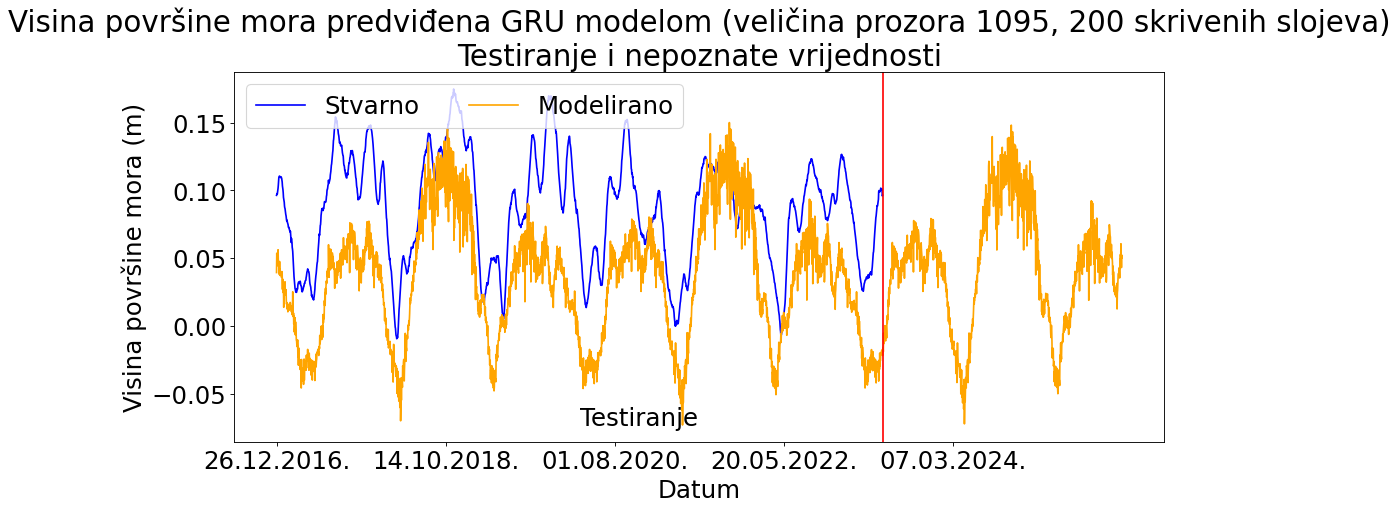 Visina površine mora predviđena GRU modelom (veličina prozora 1095, 200 skrivenih slojeva)
Testiranje i nepoznate vrijednosti
Stvarno Modelirano
Visina površine mora (m)
0.15
0.10
0.05
0.00
−0.05
Testiranje
26.12.2016. 14.10.2018. 01.08.2020. 20.05.2022. 07.03.2024.
Datum